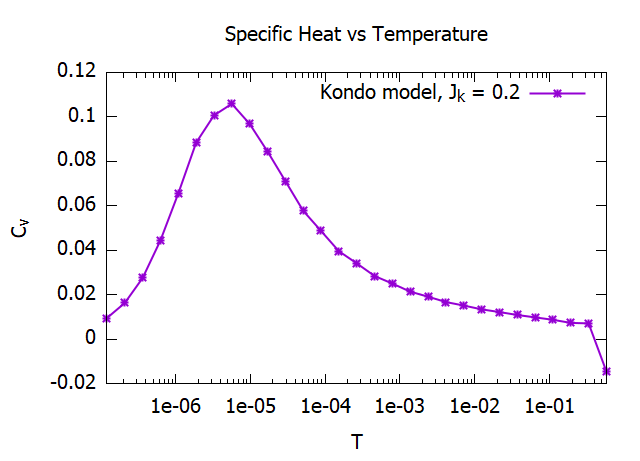 Specific Heat vs Temperature
Kondo model, Jₖ = 0.2
0.12
0.1
0.08
0.06
0.04
0.02
0
-0.02
Cᵥ
1e-06 1e-05 1e-04 1e-03 1e-02 1e-01
T